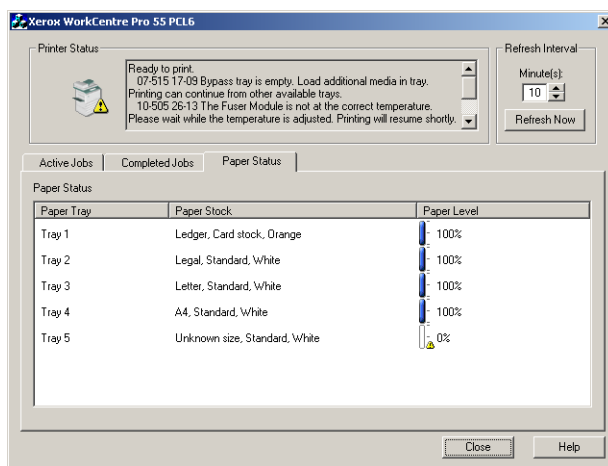 Xerox WorkCentre Pro 55 PCL6
Printer Status
Ready to print.
07-515 17-09 Bypass tray is empty. Load additional media in tray.
Printing can continue from other available trays.
10-505 26-13 The Fuser Module is not at the correct temperature.
Please wait while the temperature is adjusted. Printing will resume shortly.
Refresh Interval
Minute(s):
10
Refresh Now
Active Jobs Completed Jobs Paper Status
Paper Status
Paper Tray Paper Stock Paper Level
Tray 1 Ledger, Card stock, Orange 100%
Tray 2 Legal, Standard, White 100%
Tray 3 Letter, Standard, White 100%
Tray 4 A4, Standard, White 100%
Tray 5 Unknown size, Standard, White 0%
Close Help